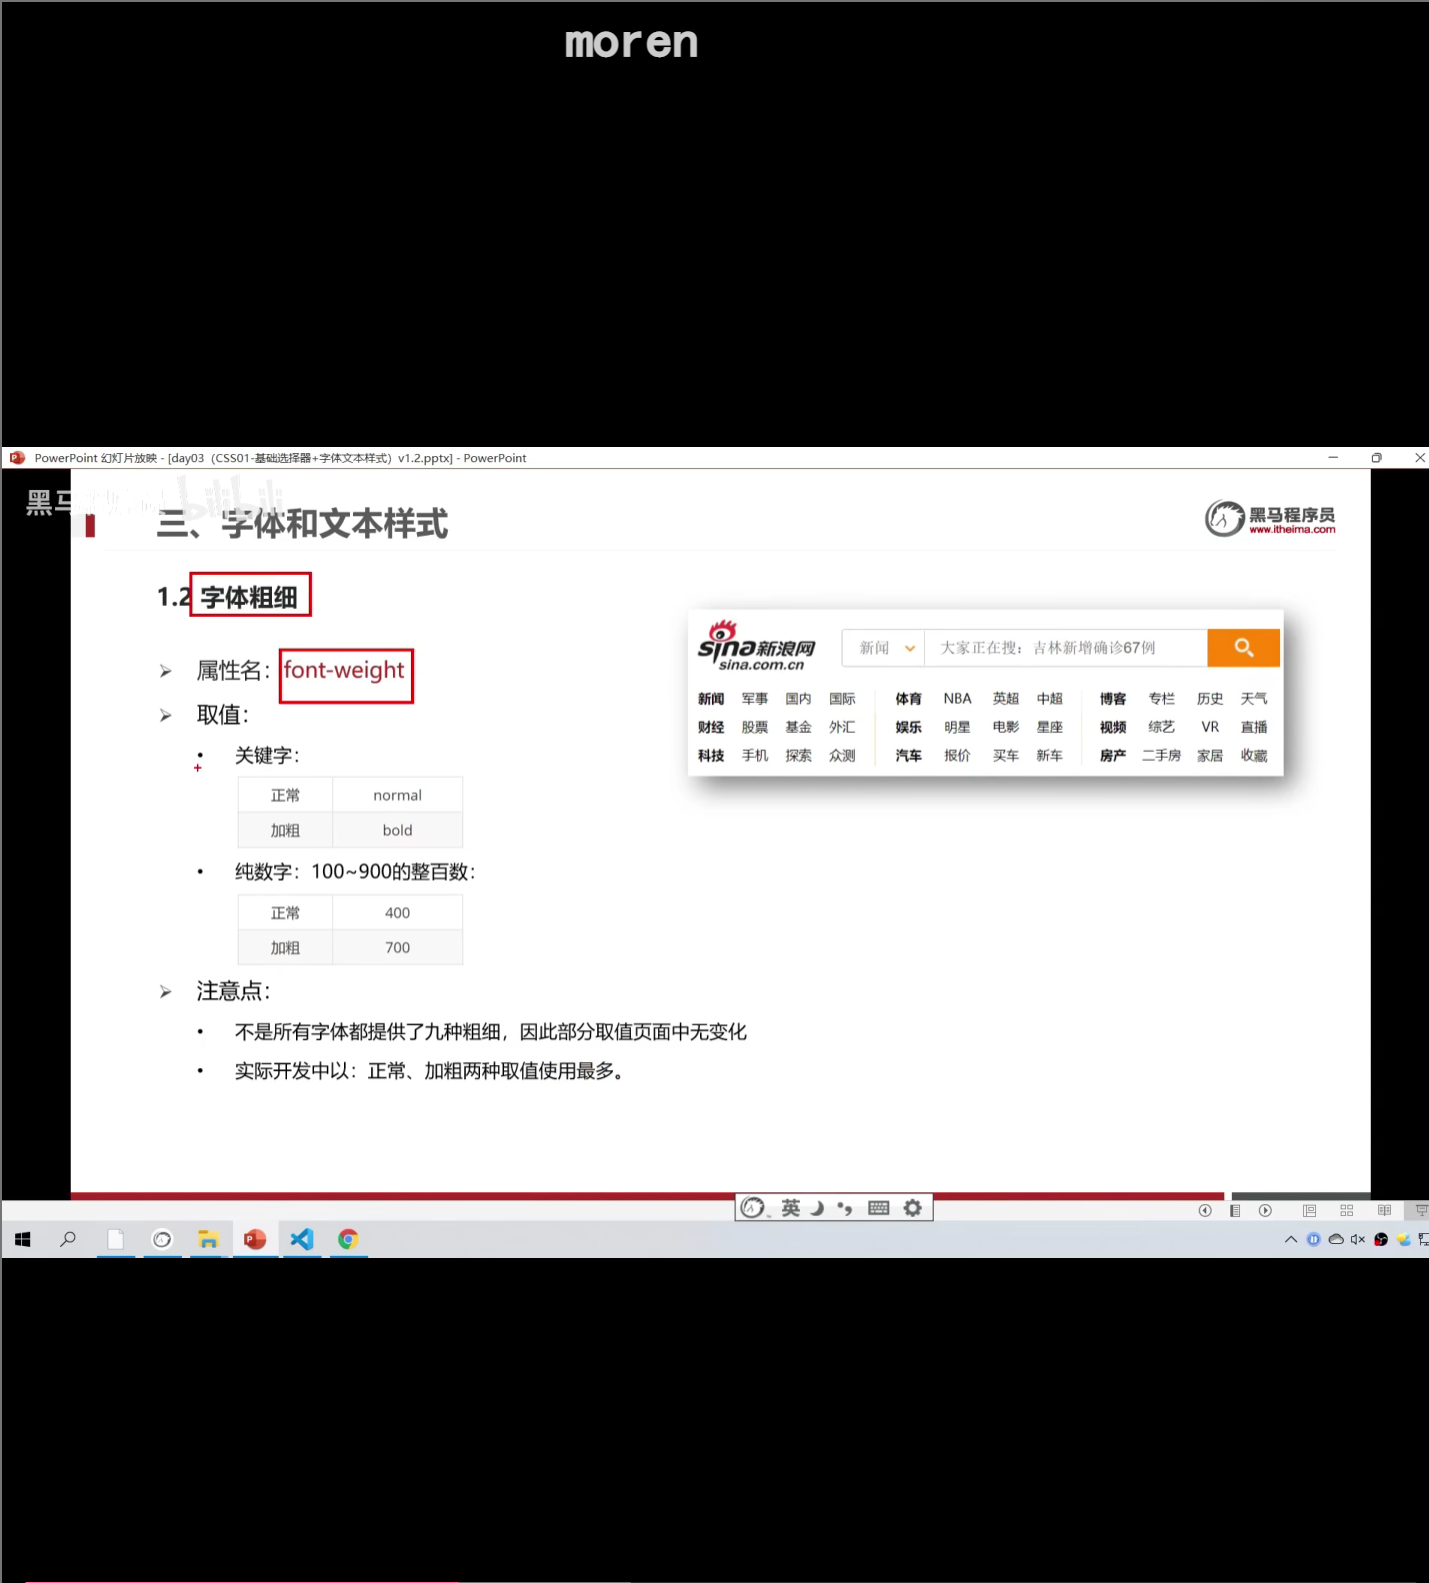 moren
PowerPoint 幻灯片放映 - [day03（CSS01-基础选择器+字体文本样式）v1.2.pptx] - PowerPoint
黑马
bilibili
三、字体和文本样式
黑马程序员
www.itheima.com
1.2 字体粗细
属性名：font-weight
取值：
关键字：
正常 normal
加粗 bold
纯数字：100~900的整百数：
正常 400
加粗 700
注意点：
不是所有字体都提供了九种粗细，因此部分取值页面中无变化
实际开发中以：正常、加粗两种取值使用最多。
sina新浪网
sina.com.cn
新闻 大家正在搜：吉林新增确诊67例
新闻 军事 国内 国际 体育 NBA 英超 中超 博客 专栏 历史 天气
财经 股票 基金 外汇 娱乐 明星 电影 星座 视频 综艺 VR 直播
科技 手机 探索 众测 汽车 报价 买车 新车 房产 二手房 家居 收藏
英